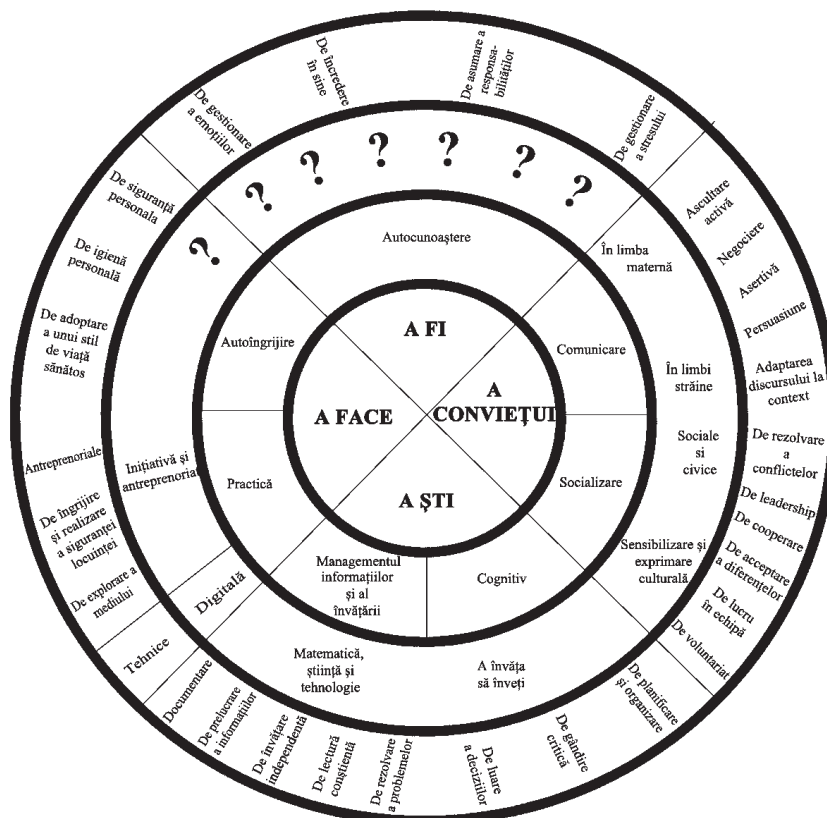 De încredere
în sine
De asumare a
responsa-
bilităților
De gestionare
a stresului
De gestionare
a emoțiilor
De siguranță
personala
De igienă
personală
De adoptare
a unui stil
de viață
sănătos
Antreprenoriale
De îngrijire
și realizare
a siguranței
locuinței
De explorare a
mediului
Tehnice
Documentare
De prelucrare
a informațiilor
De învățare
independentă
De lectură
conștientă
De rezolvare
a problemelor
De luare
a deciziilor
De gândire
critică
De planificare
și organizare
De voluntariat
De lucru
în echipă
De acceptare
a diferențelor
De cooperare
De leadership
De rezolvare
a
conflictelor
Adaptarea
discursului la
context
Persuasiune
Asertivă
Negociere
Ascultare
activă
?
?
?
?
?
?
?
În limba
maternă
În limbi
străine
Sociale
si
civice
Sensibilizare și
exprimare
culturală
A învăța
să înveți
Matematică,
știință și
tehnologie
Digitală
Inițiativă și
antreprenoriat
Autocunoaștere
Comunicare
Socializare
Cognitiv
Managementul
informațiilor
și al
învățării
Practică
Autoîngrijire
A FI
A
CONVIEȚUI
A ȘTI
A FACE